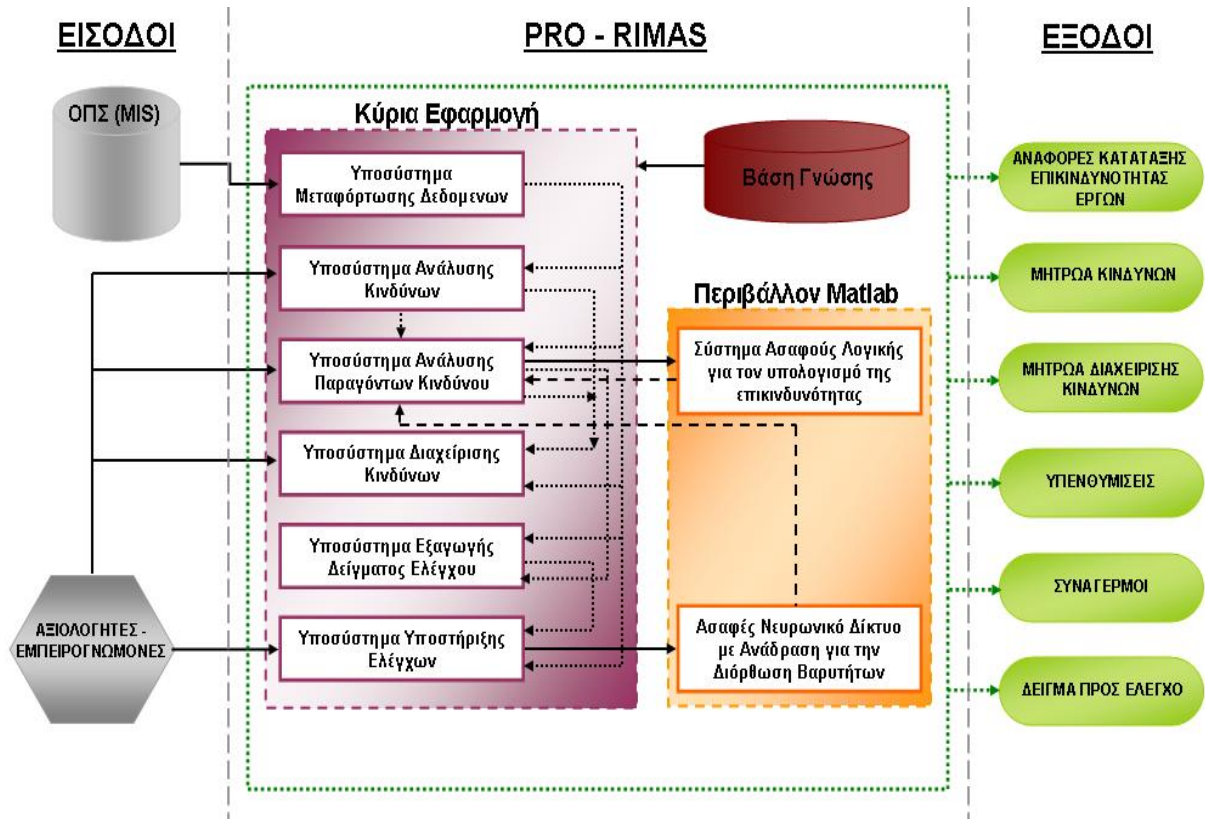 ΕΙΣΟΔΟΙ
PRO - RIMAS
ΕΞΟΔΟΙ
ΟΠΣ (MIS)
Κύρια Εφαρμογή
Υποσύστημα
Μεταφόρτωσης Δεδομενων
Υποσύστημα Ανάλυσης
Κινδύνων
Υποσύστημα Ανάλυσης
Παραγόντων Κινδύνου
Υποσύστημα Διαχείρισης
Κινδύνων
Υποσύστημα Εξαγωγής
Δείγματος Ελέγχου
Υποσύστημα Υποστήριξης
Ελέγχων
ΑΞΙΟΛΟΓΗΤΕΣ -
ΕΜΠΕΙΡΟΓΝΩΜΟΝΕΣ
Βάση Γνώσης
Περιβάλλον Matlab
Σύστημα Ασαφούς Λογικής
για τον υπολογισμό της
επικινδυνότητας
Ασαφές Νευρωνικό Δίκτυο
με Ανάδραση για την
Διόρθωση Βαρυτήτων
ΑΝΑΦΟΡΕΣ ΚΑΤΑΤΑΞΗΣ
ΕΠΙΚΙΝΔΥΝΟΤΗΤΑΣ
ΕΡΓΩΝ
ΜΗΤΡΩΑ ΚΙΝΔΥΝΩΝ
ΜΗΤΡΩΑ ΔΙΑΧΕΙΡΙΣΗΣ
ΚΙΝΔΥΝΩΝ
ΥΠΕΝΘΥΜΙΣΕΙΣ
ΣΥΝΑΓΕΡΜΟΙ
ΔΕΙΓΜΑ ΠΡΟΣ ΕΛΕΓΧΟ